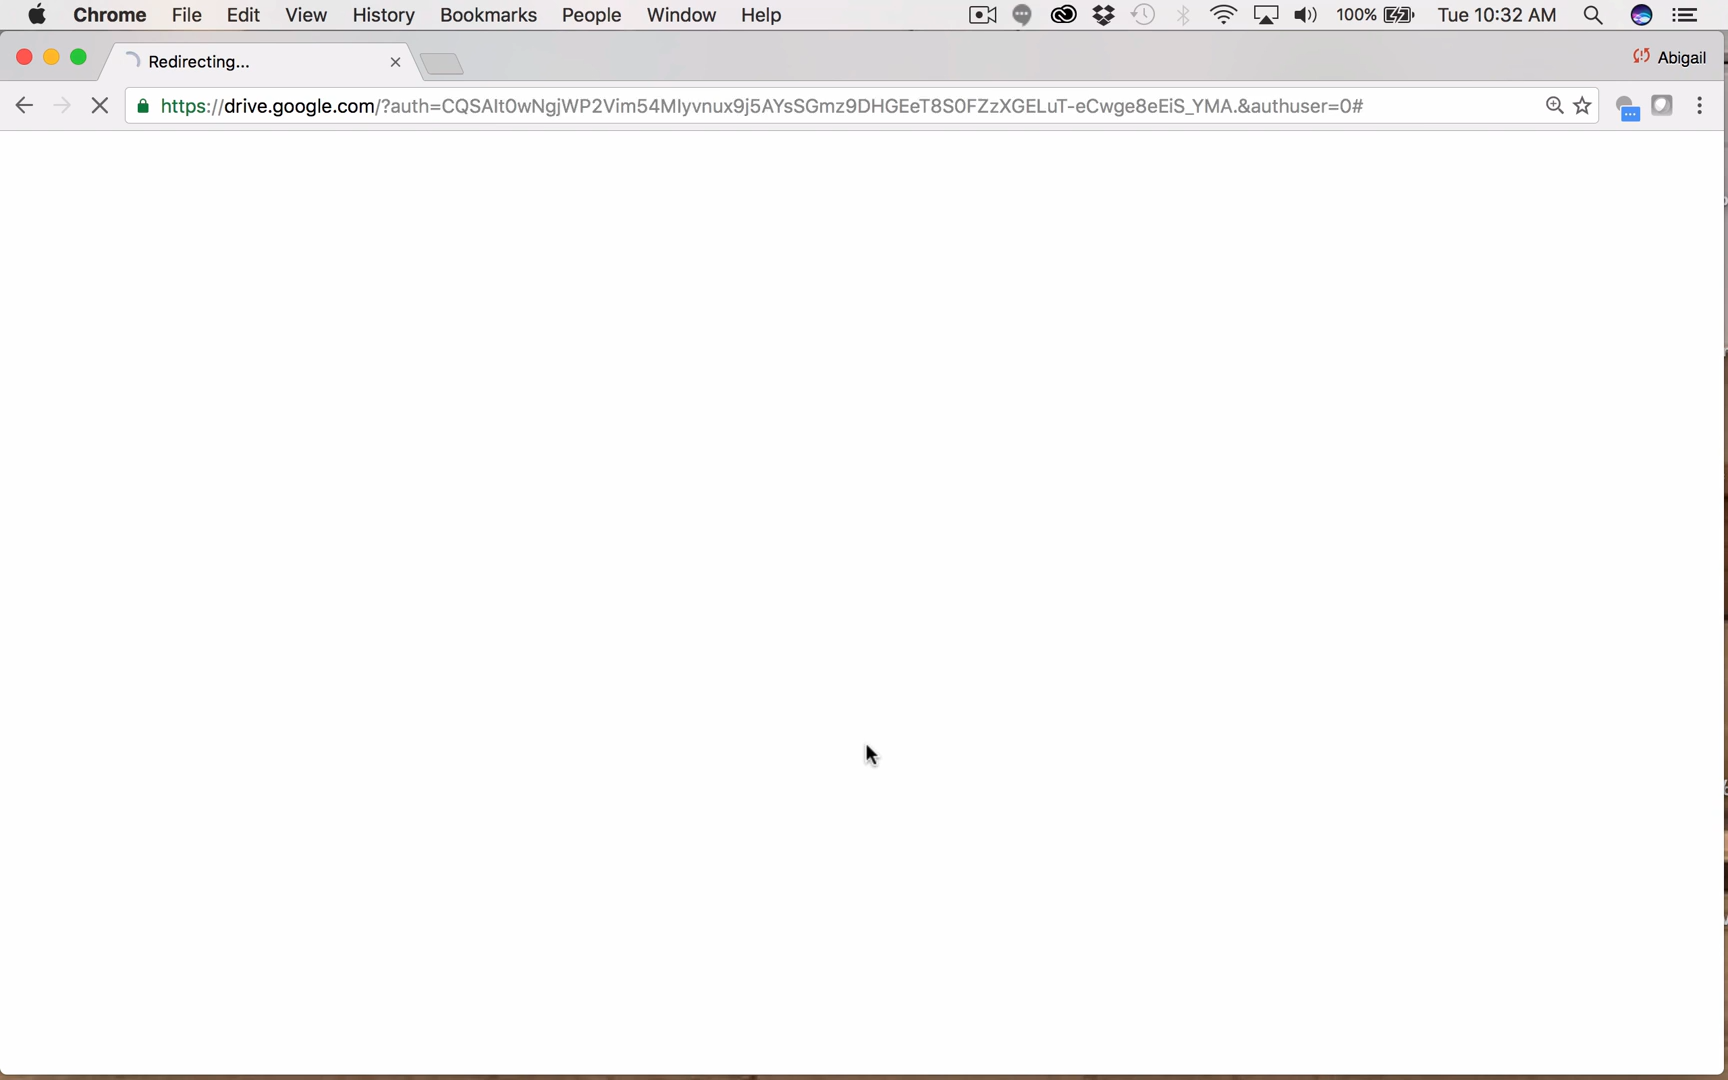 Chrome File Edit View History Bookmarks People Window Help 100% Tue 10:32 AM
Redirecting... Abigail
https://drive.google.com/?auth=CQSAIt0wNgjWP2Vim54MIyvnux9j5AYsSGmz9DHGEeT8S0FZzXGELuT-eCwge8eEiS_YMA.&authuser=0#